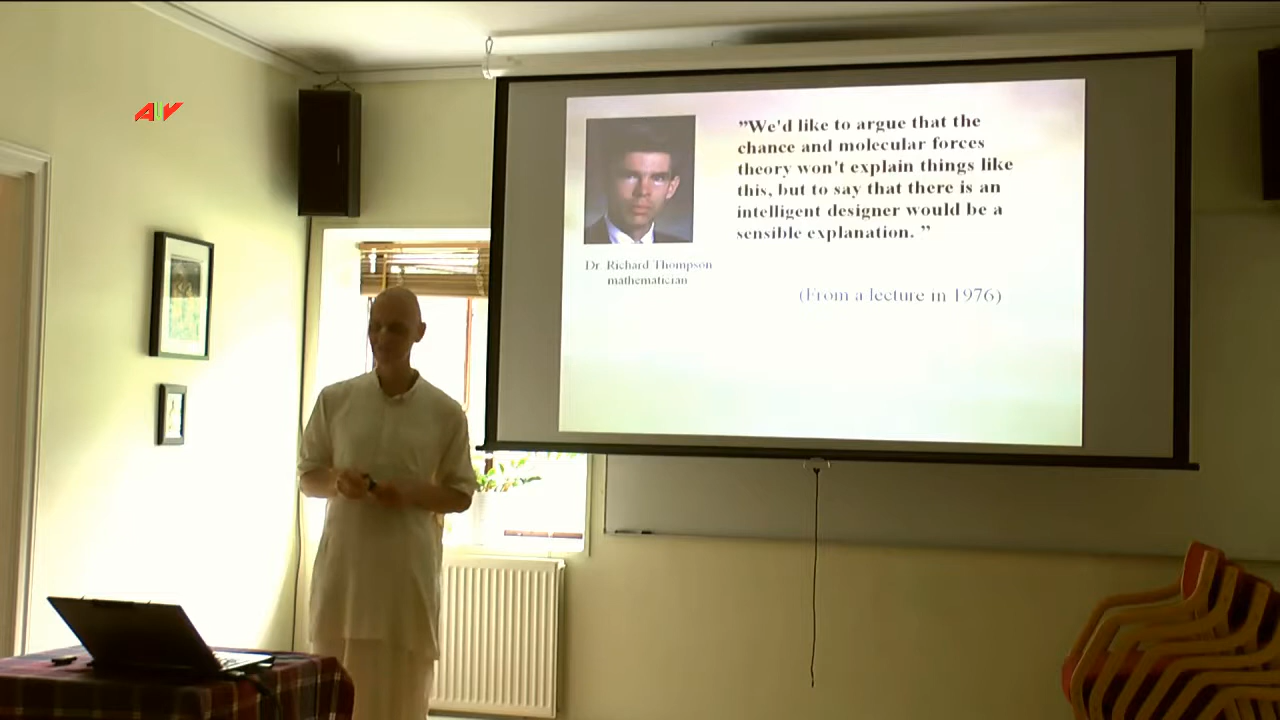 AV
"We'd like to argue that the
chance and molecular forces
theory won't explain things like
this, but to say that there is an
intelligent designer would be a
sensible explanation. "
Dr. Richard Thompson
mathematician
(From a lecture in 1976)